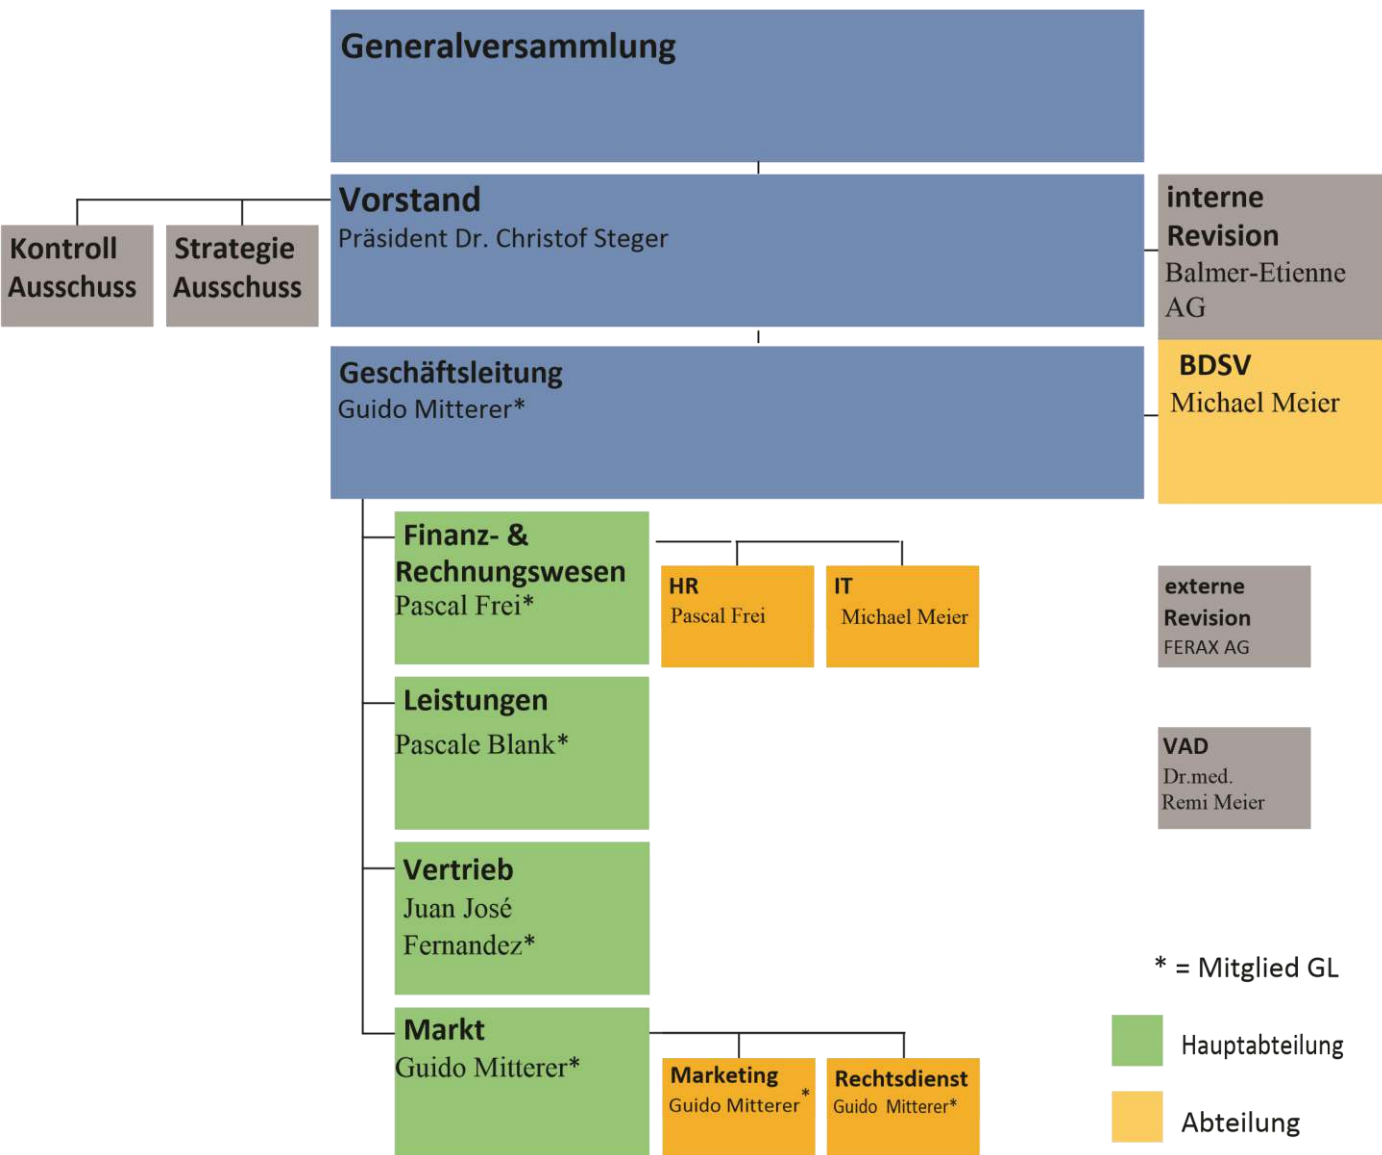 Generalversammlung
Vorstand
Präsident Dr. Christof Steger
Kontroll
Ausschuss
Strategie
Ausschuss
interne
Revision
Balmer-Etienne
AG
Geschäftsleitung
Guido Mitterer*
BDSV
Michael Meier
Finanz- &
Rechnungswesen
Pascal Frei*
HR
Pascal Frei
IT
Michael Meier
externe
Revision
FERAX AG
Leistungen
Pascale Blank*
VAD
Dr.med.
Remi Meier
Vertrieb
Juan José
Fernandez*
Markt
Guido Mitterer*
Marketing
Guido Mitterer*
Rechtsdienst
Guido Mitterer*
* = Mitglied GL
Hauptabteilung
Abteilung